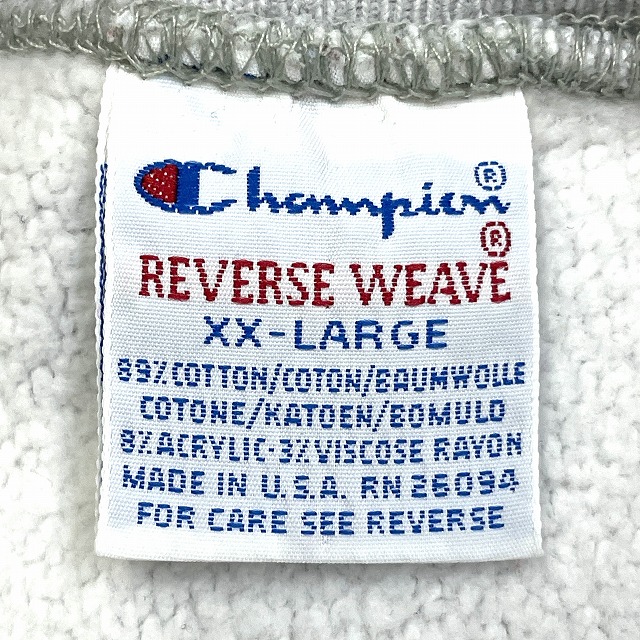 Champion®
®
REVERSE WEAVE
XX-LARGE
89% COTTON/COTON/BAUMWOLLE
COTONE/KATOEN/BOMULD
8% ACRYLIC-3% VISCOSE RAYON
MADE IN U.S.A. RN 26094
FOR CARE SEE REVERSE